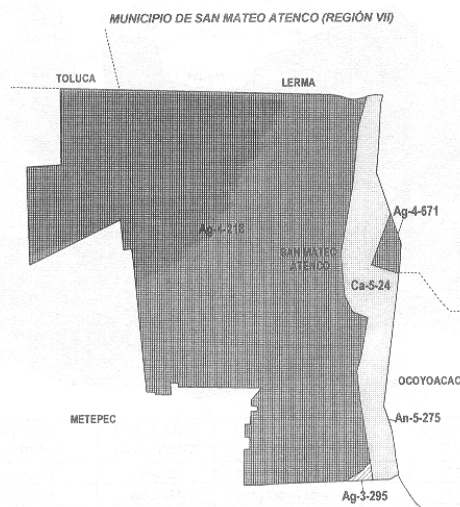 MUNICIPIO DE SAN MATEO ATENCO (REGIÓN VII)
TOLUCA
LERMA
Ag-4-671
Ag-4-218
SAN MATEO
ATENCO
Ca-5-24
OCOYOACAC
METEPEC
An-5-275
Ag-3-295